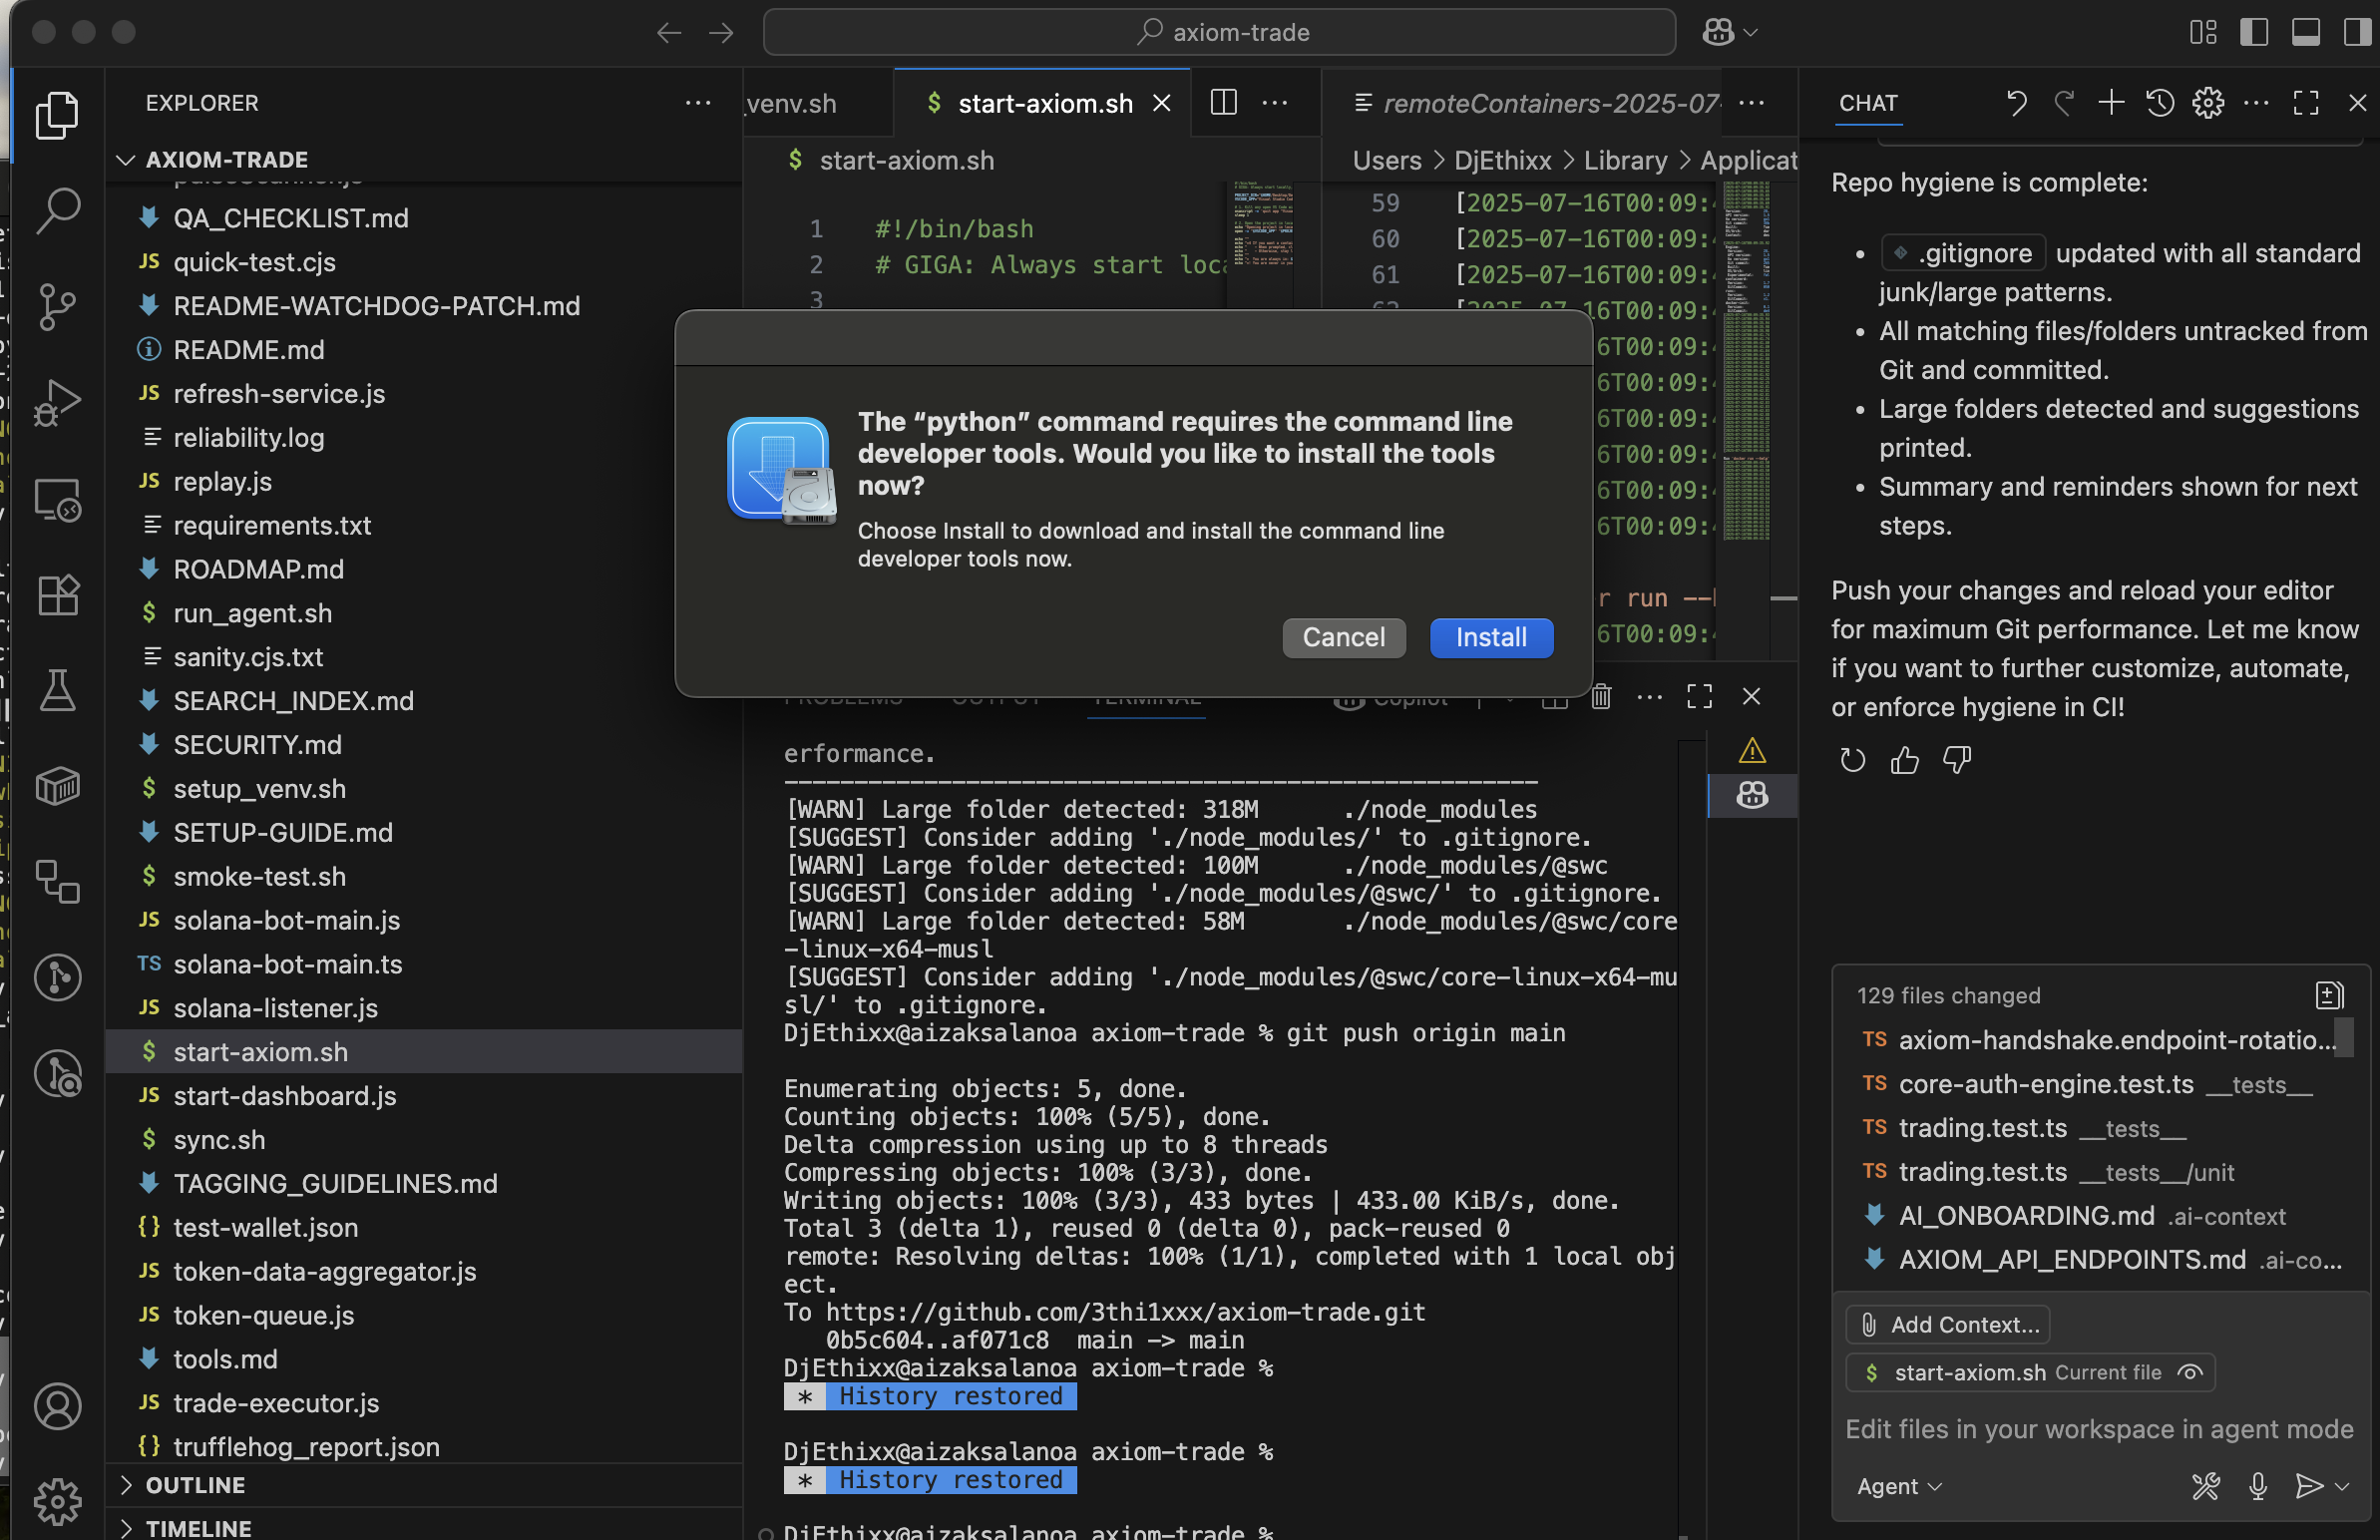 axiom-trade
EXPLORER
AXIOM-TRADE
QA_CHECKLIST.md
JS quick-test.cjs
README-WATCHDOG-PATCH.md
README.md
JS refresh-service.js
reliability.log
JS replay.js
requirements.txt
ROADMAP.md
$ run_agent.sh
sanity.cjs.txt
SEARCH_INDEX.md
SECURITY.md
$ setup_venv.sh
SETUP-GUIDE.md
$ smoke-test.sh
JS solana-bot-main.js
TS solana-bot-main.ts
JS solana-listener.js
$ start-axiom.sh
JS start-dashboard.js
$ sync.sh
TAGGING_GUIDELINES.md
{} test-wallet.json
JS token-data-aggregator.js
JS token-queue.js
tools.md
JS trade-executor.js
{} trufflehog_report.json
OUTLINE
TIMELINE
_venv.sh
$ start-axiom.sh
$ start-axiom.sh
1 #!/bin/bash
2 # GIGA: Always start loca
3
remoteContainers-2025-07-
Users > DjEthixx > Library > Applicat
59 [2025-07-16T00:09:4
60 [2025-07-16T00:09:4
61 [2025-07-16T00:09:4
6T00:09:4
6T00:09:4
6T00:09:4
6T00:09:4
6T00:09:4
6T00:09:4
6T00:09:4
r run --h
6T00:09:4
The “python” command requires the command line
developer tools. Would you like to install the tools
now?
Choose Install to download and install the command line
developer tools now.
Cancel
Install
PROBLEMS OUTPUT TERMINAL
Copilot
erformance.
------------------------------------------------------
[WARN] Large folder detected: 318M ./node_modules
[SUGGEST] Consider adding './node_modules/' to .gitignore.
[WARN] Large folder detected: 100M ./node_modules/@swc
[SUGGEST] Consider adding './node_modules/@swc/' to .gitignore.
[WARN] Large folder detected: 58M ./node_modules/@swc/core
-linux-x64-musl
[SUGGEST] Consider adding './node_modules/@swc/core-linux-x64-mu
sl/' to .gitignore.
DjEthixx@aizaksalanoa axiom-trade % git push origin main
Enumerating objects: 5, done.
Counting objects: 100% (5/5), done.
Delta compression using up to 8 threads
Compressing objects: 100% (3/3), done.
Writing objects: 100% (3/3), 433 bytes | 433.00 KiB/s, done.
Total 3 (delta 1), reused 0 (delta 0), pack-reused 0
remote: Resolving deltas: 100% (1/1), completed with 1 local obj
ect.
To https://github.com/3thi1xxx/axiom-trade.git
0b5c604..af071c8 main -> main
DjEthixx@aizaksalanoa axiom-trade %
* History restored
DjEthixx@aizaksalanoa axiom-trade %
* History restored
DjEthixx@aizaksalanoa axiom-trade %
CHAT
Repo hygiene is complete:
• .gitignore updated with all standard
junk/large patterns.
• All matching files/folders untracked from
Git and committed.
• Large folders detected and suggestions
printed.
• Summary and reminders shown for next
steps.
Push your changes and reload your editor
for maximum Git performance. Let me know
if you want to further customize, automate,
or enforce hygiene in CI!
129 files changed
TS axiom-handshake.endpoint-rotatio...
TS core-auth-engine.test.ts __tests__
TS trading.test.ts __tests__
TS trading.test.ts __tests__/unit
AI_ONBOARDING.md .ai-context
AXIOM_API_ENDPOINTS.md .ai-co...
Add Context...
$ start-axiom.sh Current file
Edit files in your workspace in agent mode
Agent